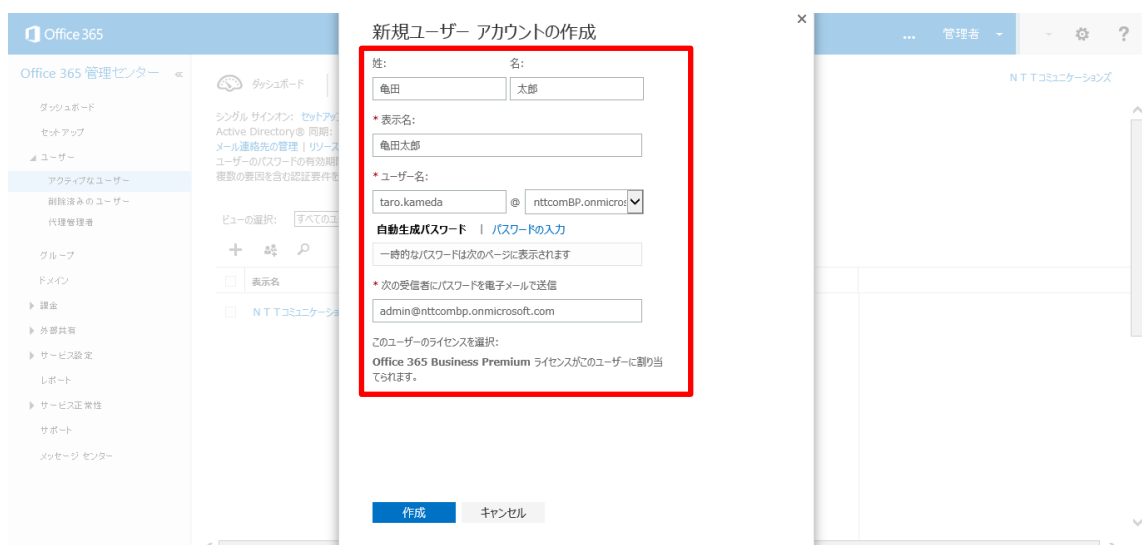 Office 365
... 管理者
?
Office 365 管理センター «
ダッシュボード
セットアップ
ユーザー
アクティブなユーザー
削除済みのユーザー
代理管理者
グループ
ドメイン
課金
外部共有
サービス設定
レポート
サービス正常性
サポート
メッセージ センター
ダッシュボード
シングル サインオン: セットアップ
Active Directory® 同期:
メール連絡先の管理 | リソース
ユーザーのパスワードの有効期
複数の要因を含む認証要件を
ビューの選択: すべてのユ
表示名
NTTコミュニケーショ
新規ユーザー アカウントの作成
×
姓: 名:
亀田 太郎
* 表示名:
亀田太郎
* ユーザー名:
taro.kameda @ nttcomBP.onmicros
自動生成パスワード | パスワードの入力
一時的なパスワードは次のページに表示されます
* 次の受信者にパスワードを電子メールで送信
admin@nttcombp.onmicrosoft.com
このユーザーのライセンスを選択:
Office 365 Business Premium ライセンスがこのユーザーに割り当
てられます。
作成 キャンセル
NTTコミュニケーションズ